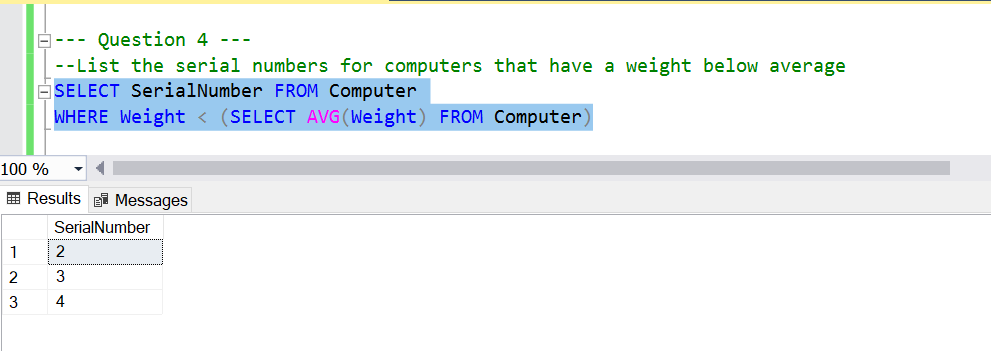 --- Question 4 ---
--List the serial numbers for computers that have a weight below average
SELECT SerialNumber FROM Computer
WHERE Weight < (SELECT AVG(Weight) FROM Computer)
100 %
Results Messages
SerialNumber
1 2
2 3
3 4